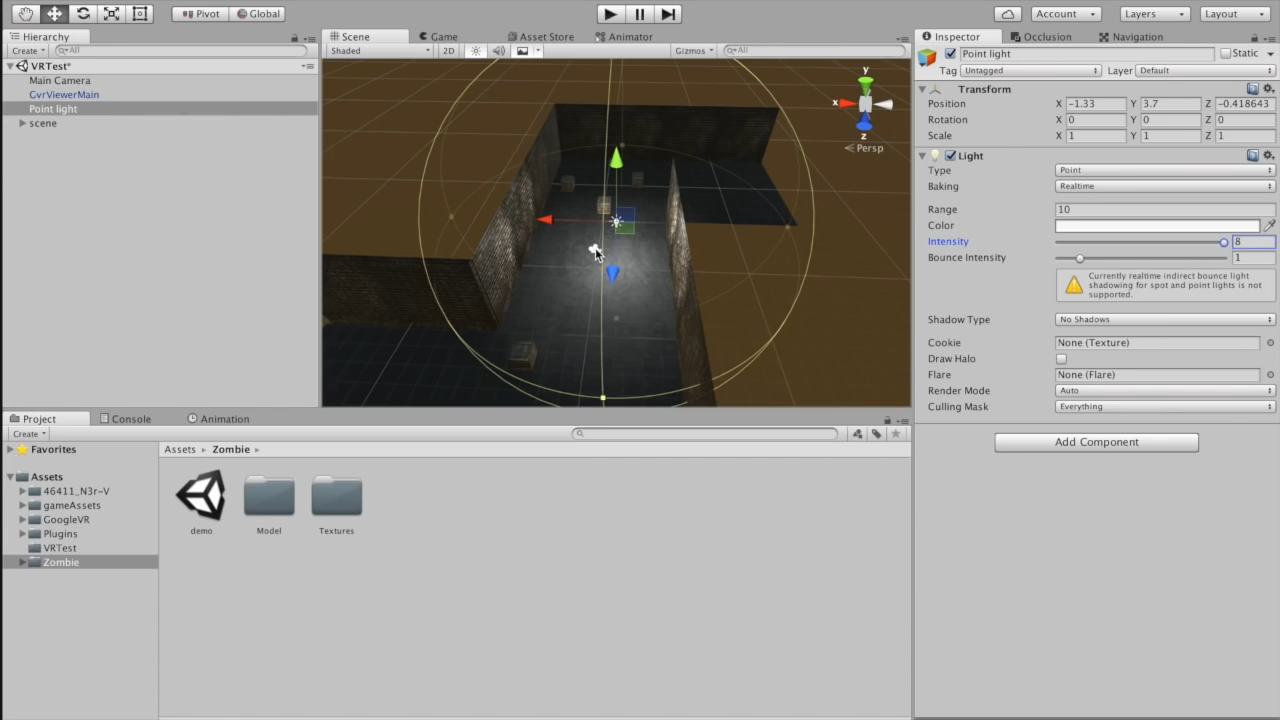 Pivot Global Account Layers Layout
Hierarchy
Create All
VRTest*
Main Camera
GvrViewerMain
Point light
scene
Scene Game Asset Store Animator
Shaded 2D Gizmos All
y
x
z
Persp
Inspector Occlusion Navigation
Point light Static
Tag Untagged Layer Default
Transform
Position X −1.33 Y 3.7 Z −0.418643
Rotation X 0 Y 0 Z 0
Scale X 1 Y 1 Z 1
Light
Type Point
Baking Realtime
Range 10
Color
Intensity 8
Bounce Intensity 1
Currently realtime indirect bounce light
shadowing for spot and point lights is not
supported.
Shadow Type No Shadows
Cookie None (Texture)
Draw Halo
Flare None (Flare)
Render Mode Auto
Culling Mask Everything
Add Component
Project Console Animation
Create
Favorites
Assets
46411_N3r-V
gameAssets
GoogleVR
Plugins
VRTest
Zombie
Assets Zombie
demo Model Textures